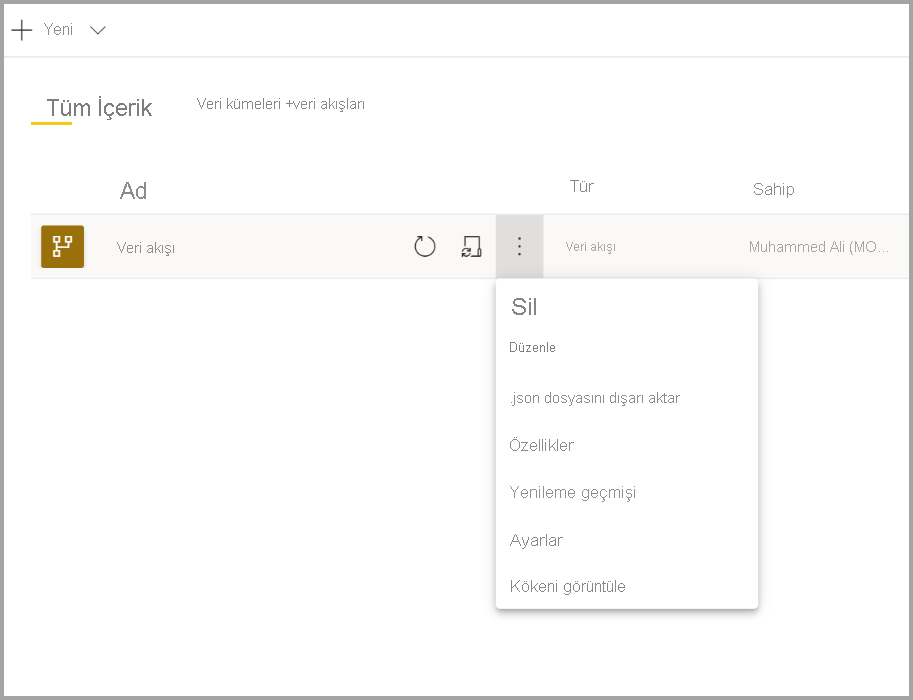 Yeni
Tüm İçerik
Veri kümeleri +veri akışları
Ad
Tür
Sahip
Veri akışı
Veri akışı
Muhammed Ali (MO...
Sil
Düzenle
.json dosyasını dışarı aktar
Özellikler
Yenileme geçmişi
Ayarlar
Kökeni görüntüle